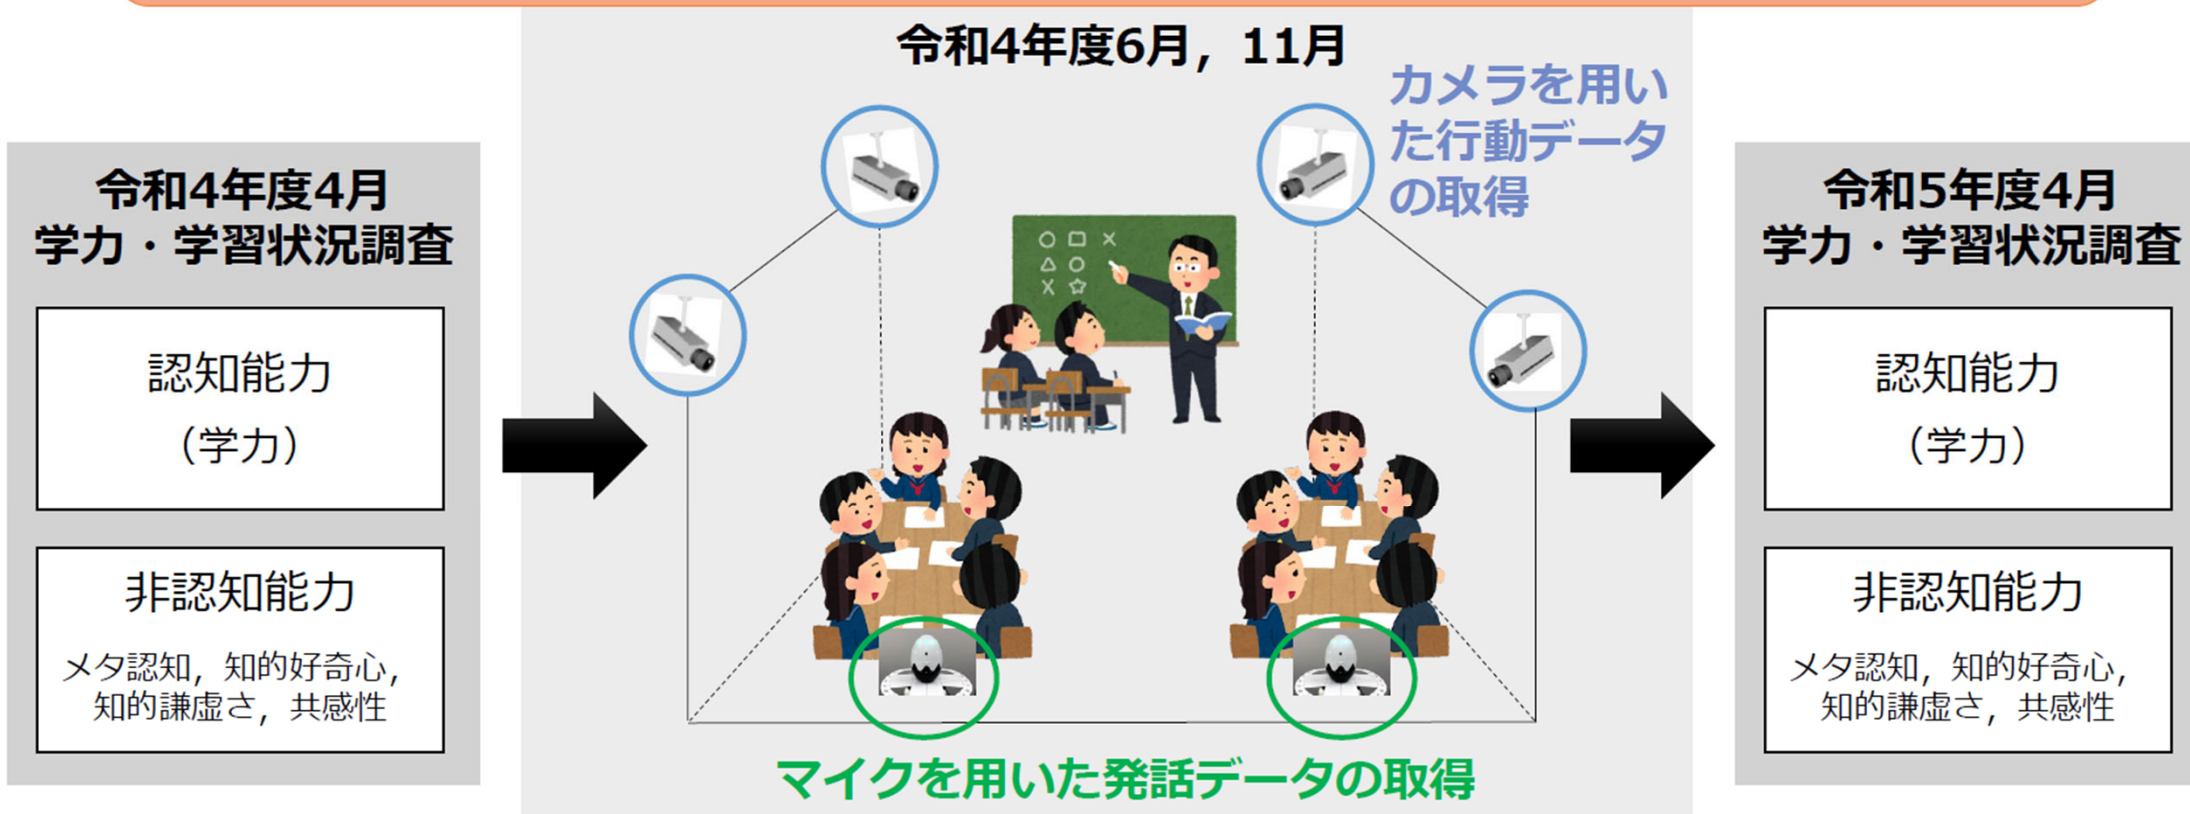 令和4年度6月，11月
カメラを用い
た行動データ
の取得
令和4年度4月
学力・学習状況調査
認知能力
（学力）
非認知能力
メタ認知，知的好奇心，
知的謙虚さ，共感性
マイクを用いた発話データの取得
令和5年度4月
学力・学習状況調査
認知能力
（学力）
非認知能力
メタ認知，知的好奇心，
知的謙虚さ，共感性